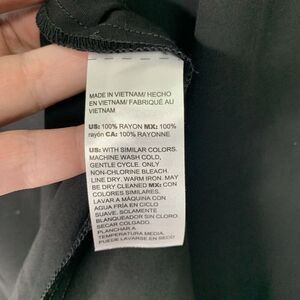 MADE IN VIETNAM/ HECHO
EN VIETNAM/ FABRIQUÉ AU
VIETNAM
US: 100% RAYON MX: 100%
rayón CA: 100% RAYONNE
US: WITH SIMILAR COLORS.
MACHINE WASH COLD,
GENTLE CYCLE. ONLY
NON-CHLORINE BLEACH.
LINE DRY. WARM IRON. MAY
BE DRY CLEANED MX: CON
COLORES SIMILARES.
LAVAR A MÁQUINA CON
AGUA FRÍA EN CICLO
SUAVE. SOLAMENTE
BLANQUEADOR SIN CLORO.
SECAR COLGADO.
PLANCHAR A
TEMPERATURA MEDIA.
PUEDE LAVARSE EN SECO